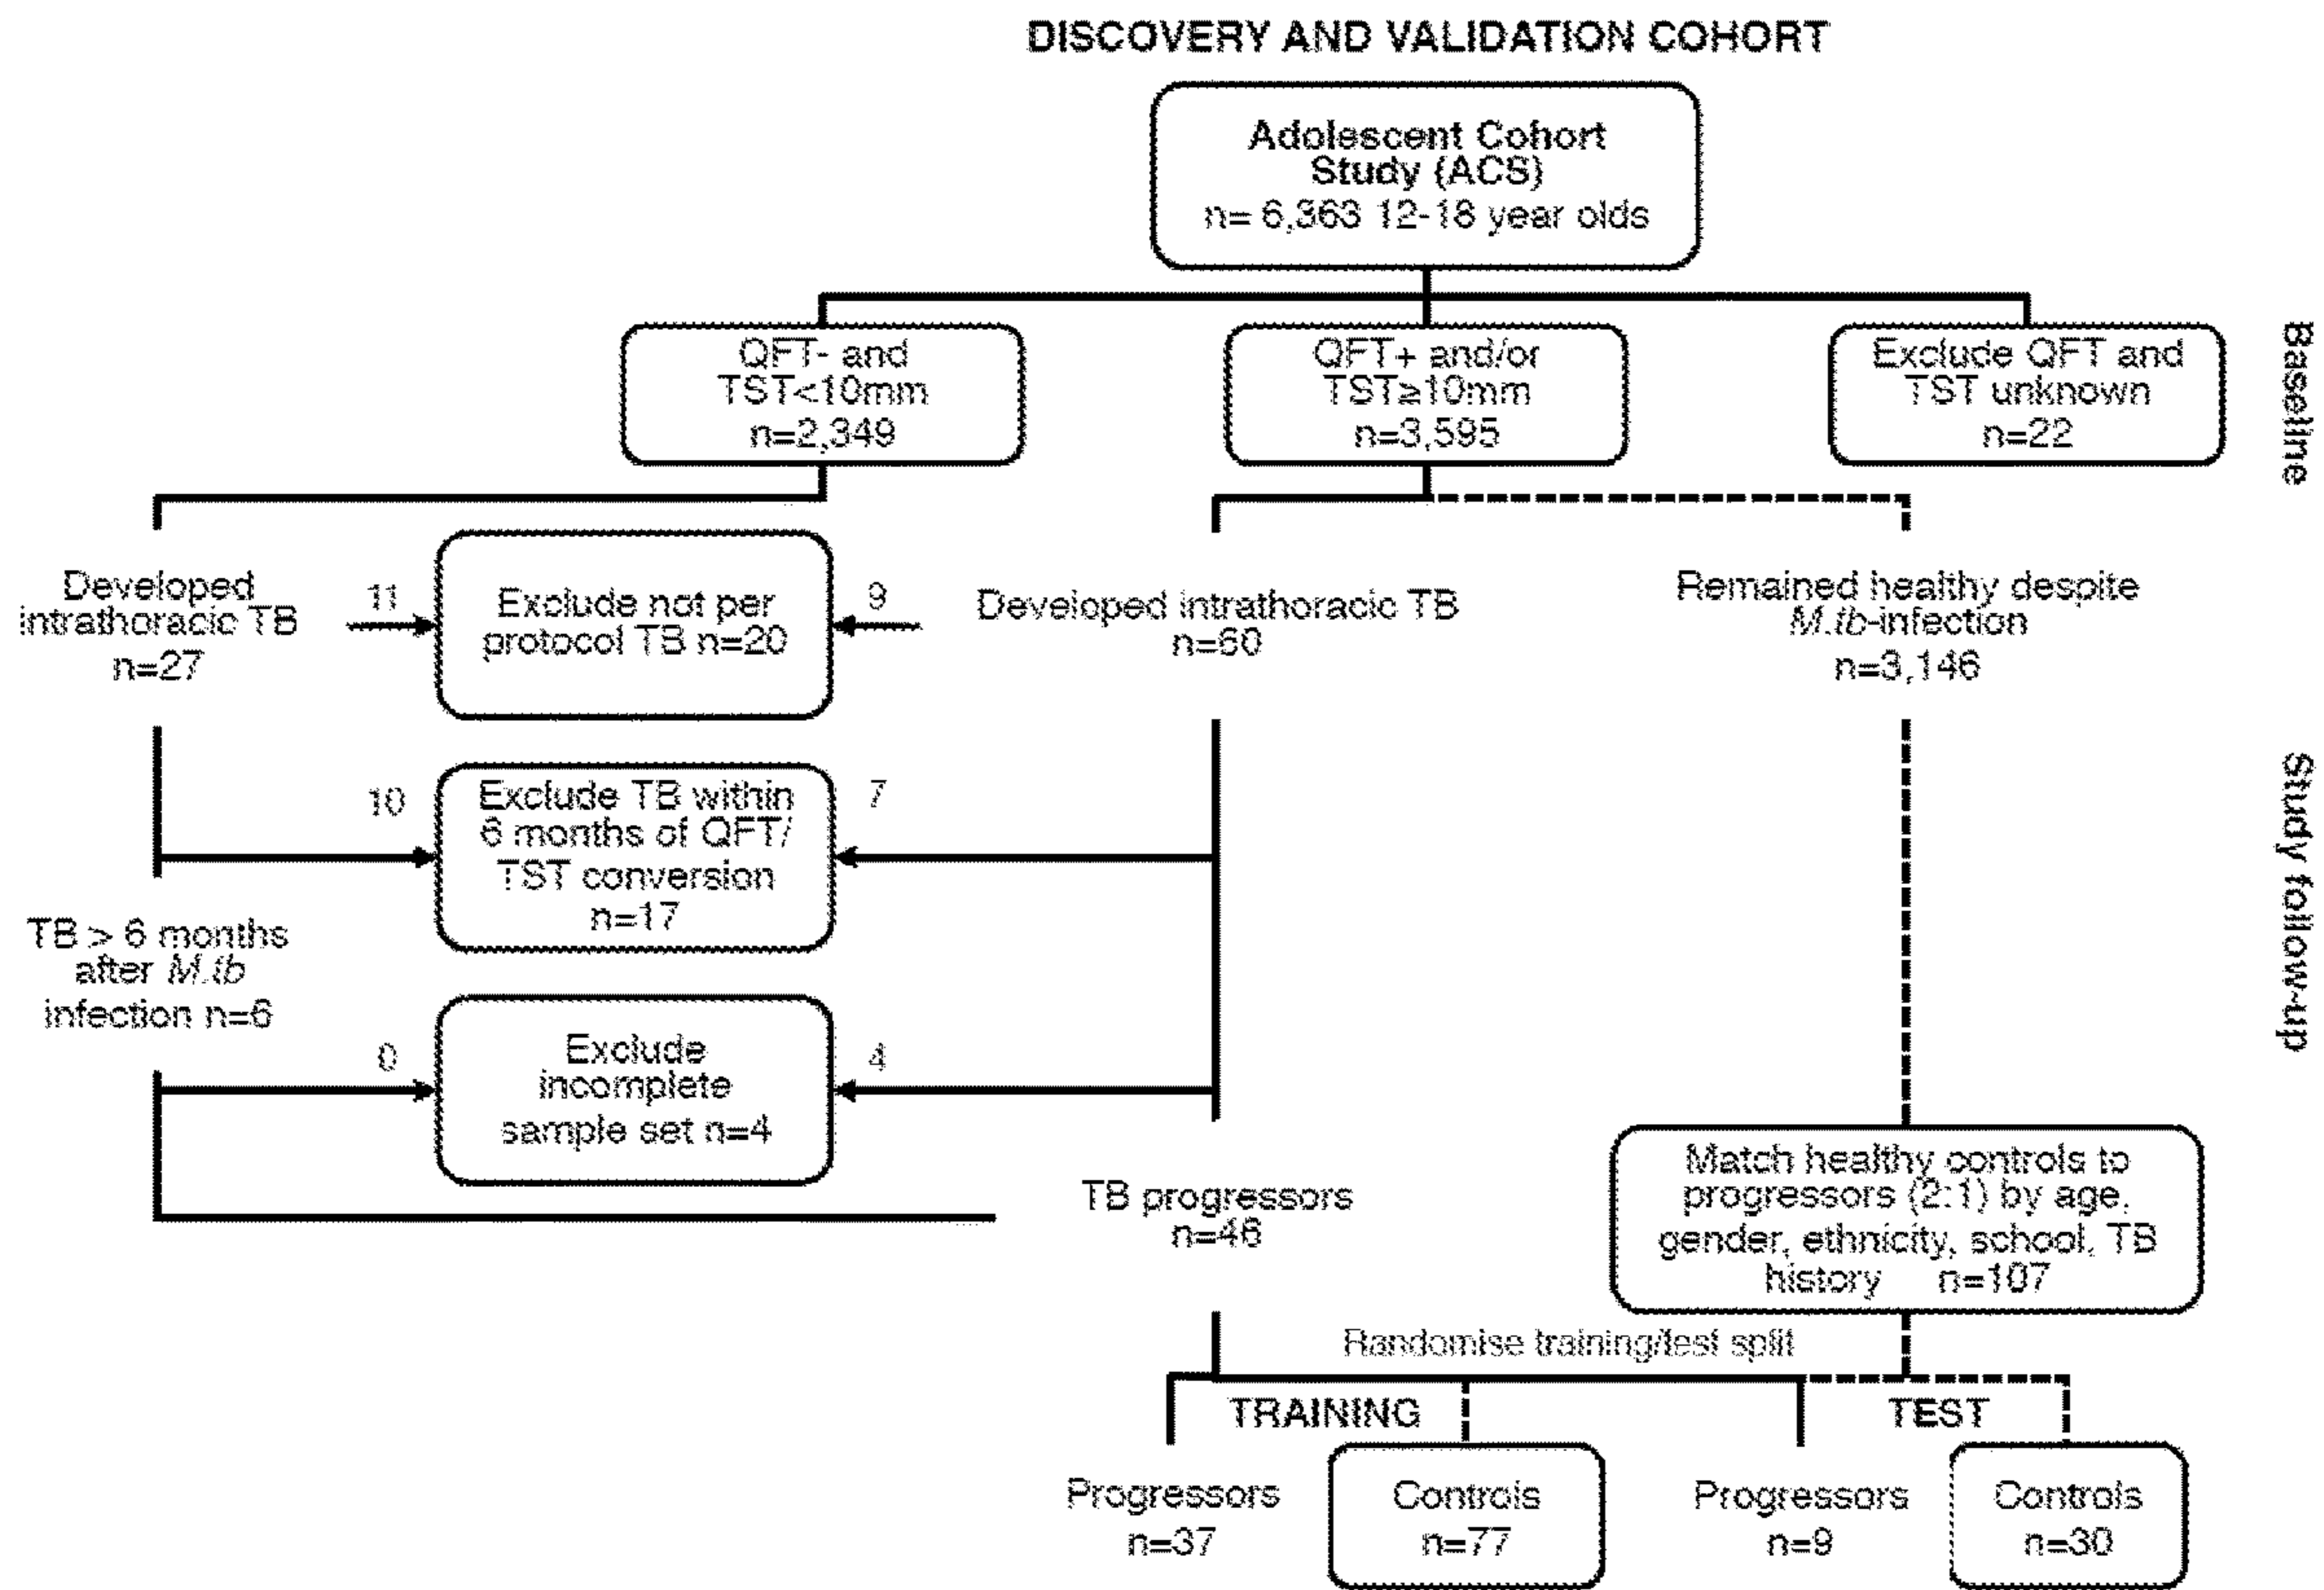 DISCOVERY AND VALIDATION COHORT
Adolescent Cohort
Study (ACS)
n= 6,363 12-18 year olds
QFT- and
TST<10mm
n=2,349
QFT+ and/or
TST≥10mm
n=3,595
Exclude QFT and
TST unknown
n=22
Baseline
Developed
intrathoracic TB
n=27
11
Exclude not per
protocol TB n=20
9
Developed intrathoracic TB
n=60
Remained healthy despite
M.tb-infection
n=3,146
10
Exclude TB within
6 months of QFT/
TST conversion
n=17
7
Study follow-up
TB > 6 months
after M.tb
infection n=6
0
Exclude
incomplete
sample set n=4
4
TB progressors
n=46
Match healthy controls to
progressors (2:1) by age,
gender, ethnicity, school, TB
history n=107
Randomise training/test split
TRAINING
TEST
Progressors
n=37
Controls
n=77
Progressors
n=9
Controls
n=30